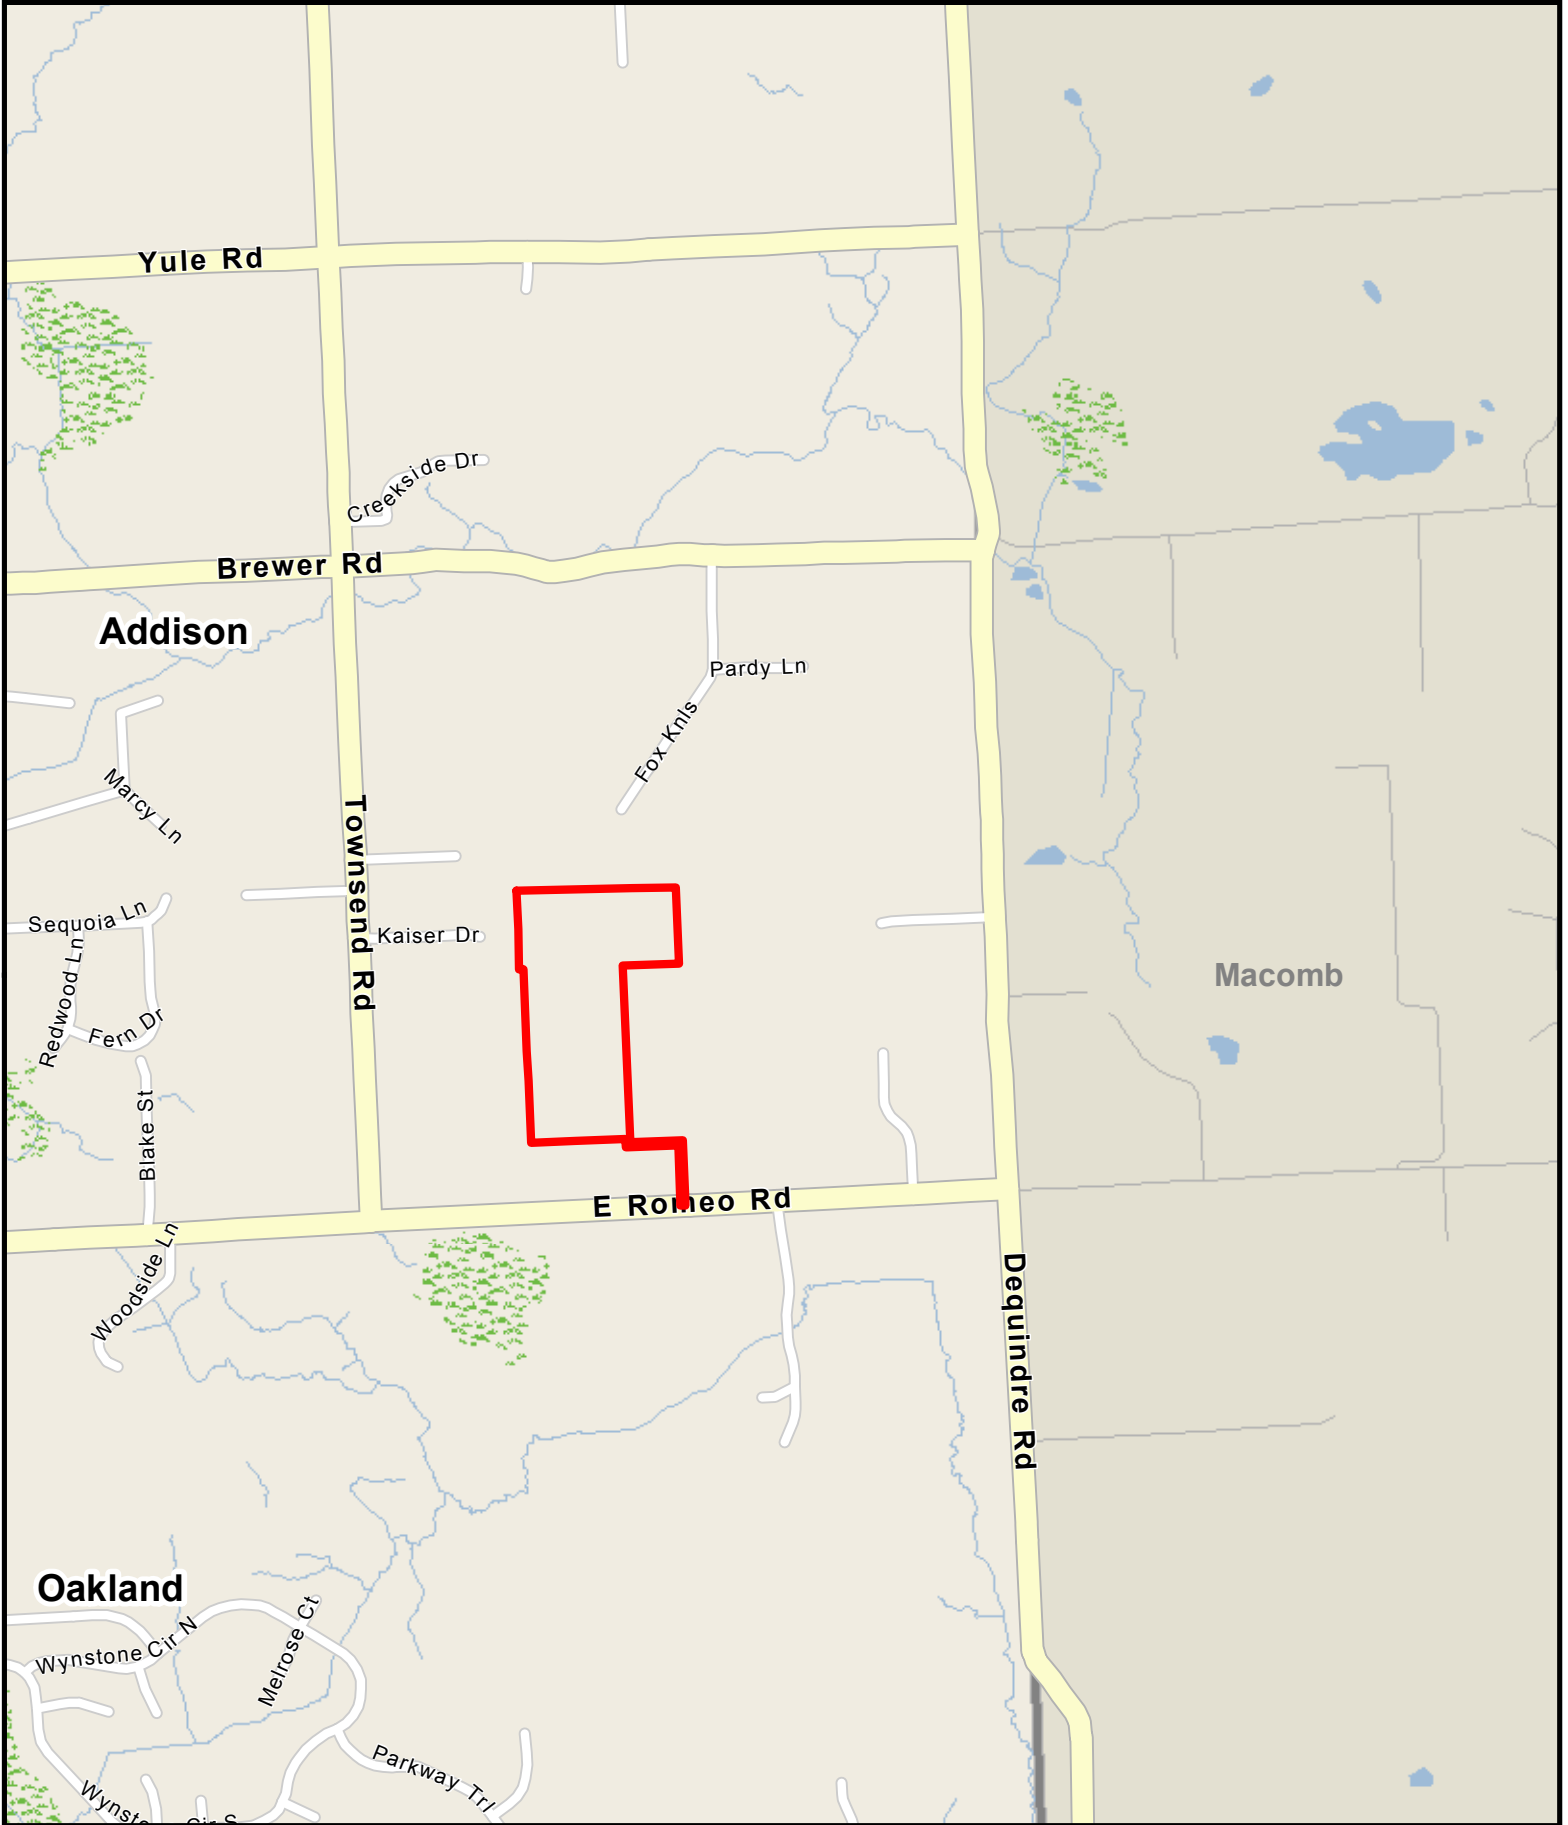 Yule Rd
Creekside Dr
Brewer Rd
Addison
Pardy Ln
Fox Knls
Marcy Ln
Townsend Rd
Sequoia Ln
Kaiser Dr
Redwood Ln
Macomb
Fern Dr
Blake St
E Romeo Rd
Woodside Ln
Dequindre Rd
Oakland
Wynstone Cir N
Melrose Ct
Parkway Trl
Wynsto
Cir S